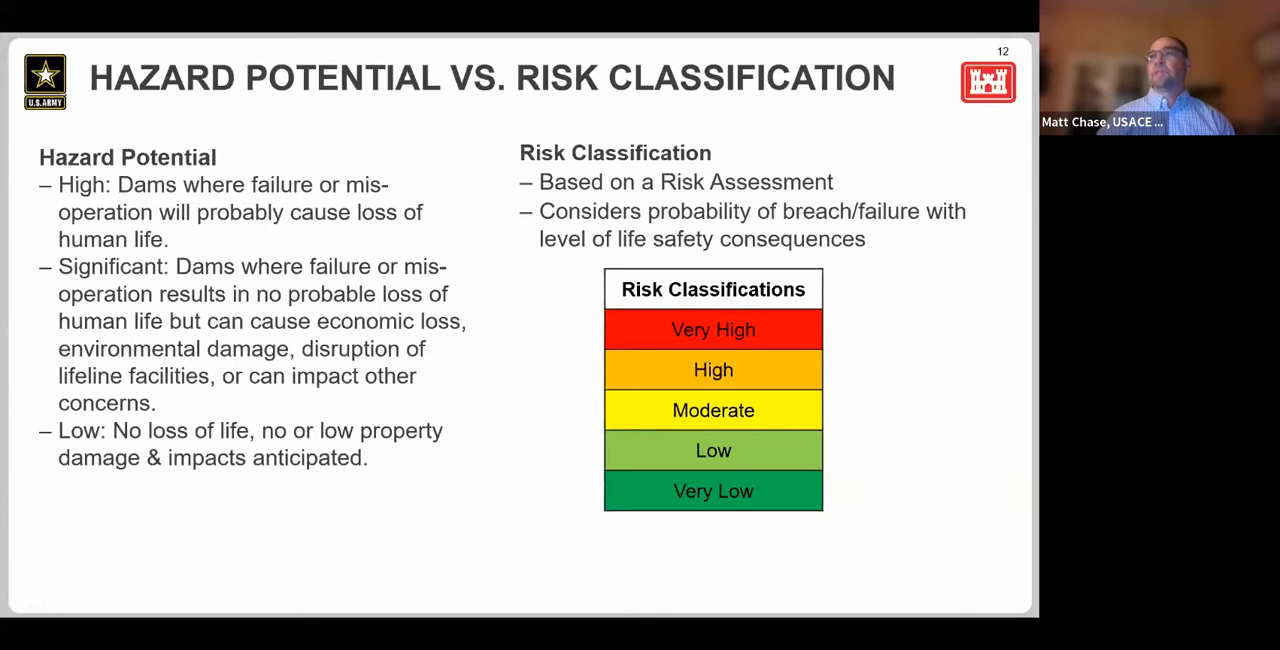 12
HAZARD POTENTIAL VS. RISK CLASSIFICATION
U.S.ARMY
Hazard Potential
– High: Dams where failure or mis-
operation will probably cause loss of
human life.
– Significant: Dams where failure or mis-
operation results in no probable loss of
human life but can cause economic loss,
environmental damage, disruption of
lifeline facilities, or can impact other
concerns.
– Low: No loss of life, no or low property
damage & impacts anticipated.
Risk Classification
– Based on a Risk Assessment
– Considers probability of breach/failure with
level of life safety consequences
Risk Classifications
Very High
High
Moderate
Low
Very Low
Matt Chase, USACE ...